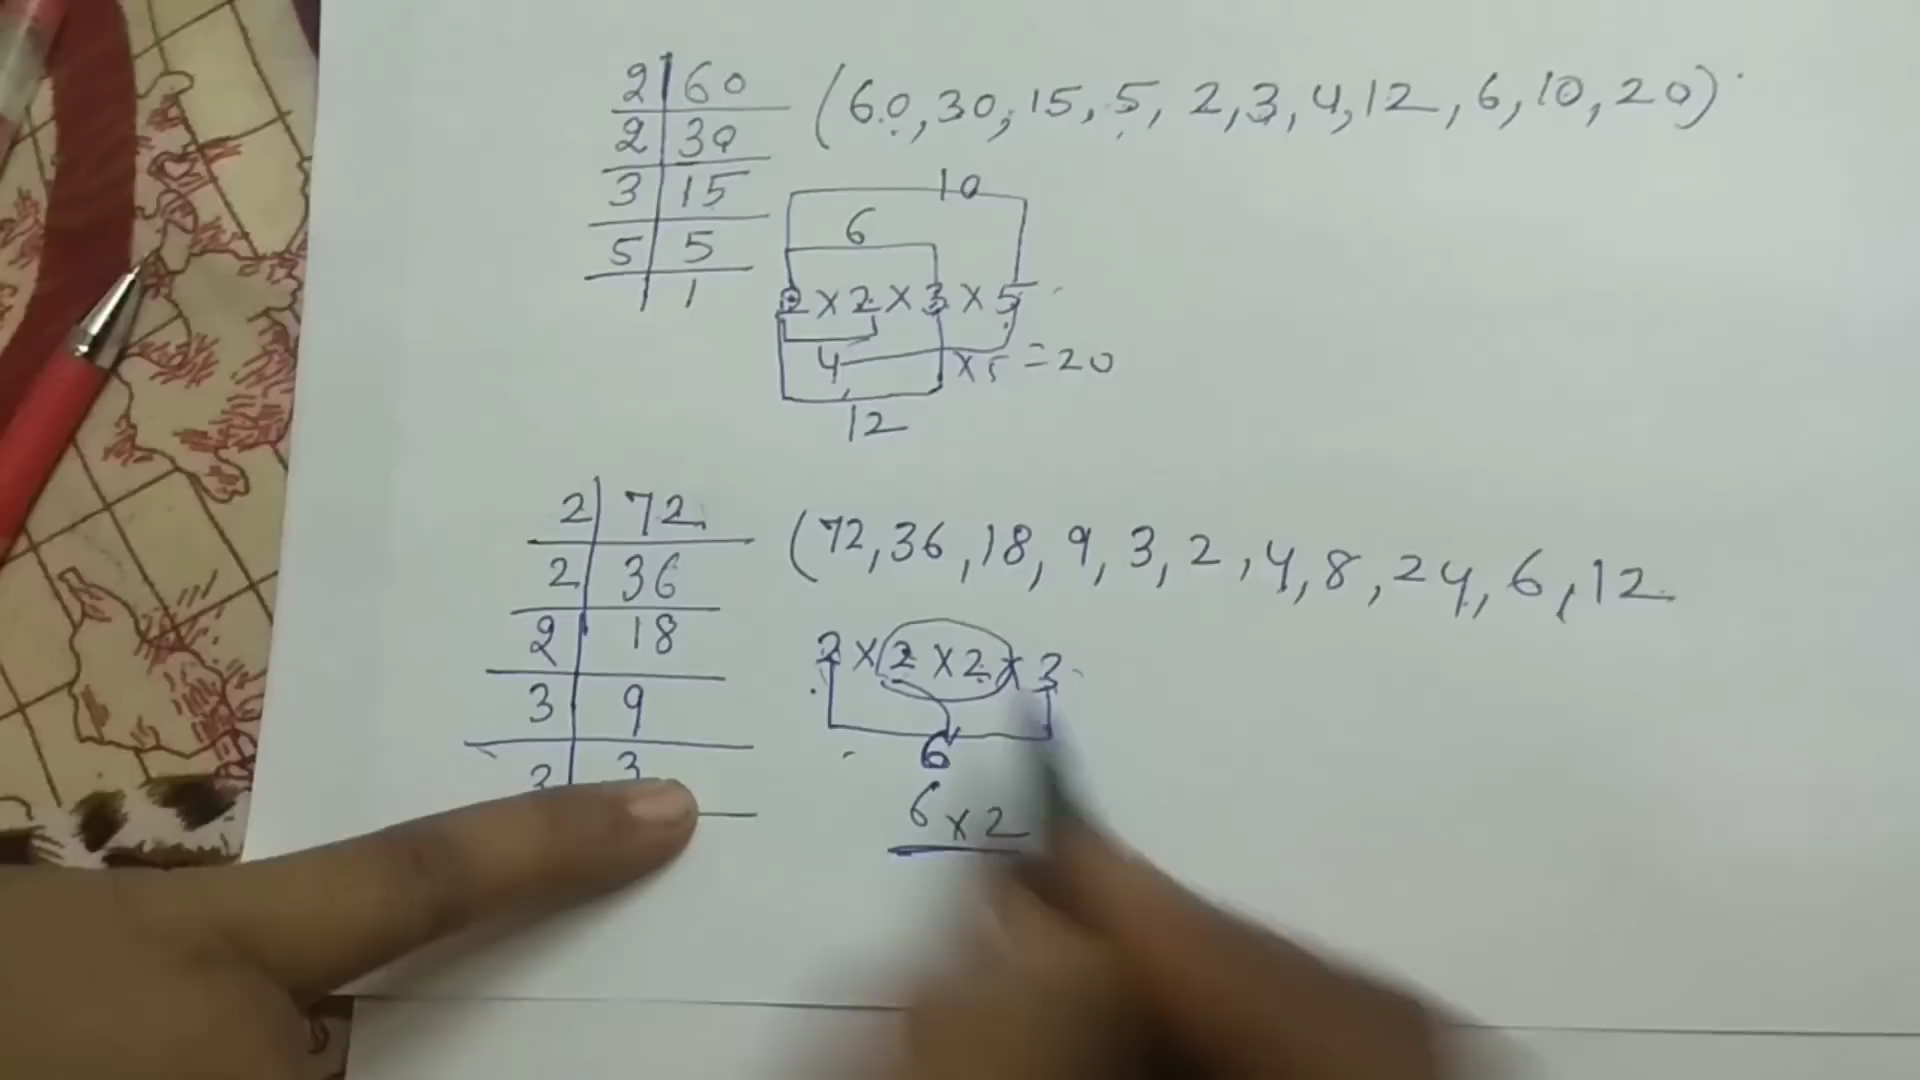 2 | 60 (60, 30, 15, 5, 2, 3, 4, 12, 6, 10, 20)
2 | 30
3 | 15
5 | 5
1
10
6
2 × 2 × 3 × 5
4 × 5 = 20
12
2 | 72 (72, 36, 18, 9, 3, 2, 4, 8, 24, 6, 12
2 | 36
2 | 18
3 | 9
3 | 3
2 × 2 × 2 × 3
6
6 × 2